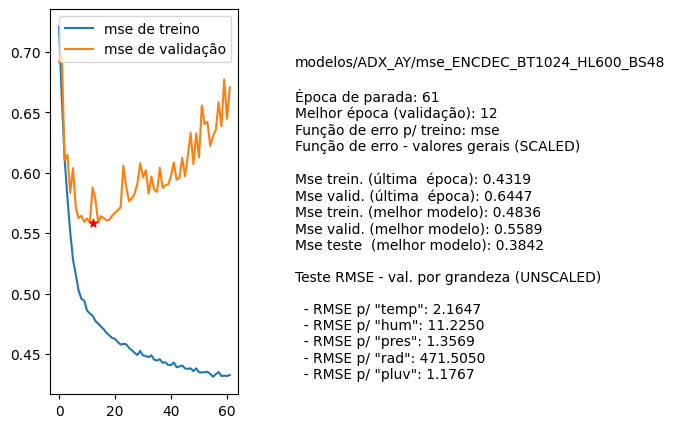 mse de treino
mse de validação
0.70
0.65
0.60
0.55
0.50
0.45
0
20
40
60
modelos/ADX_AY/mse_ENCDEC_BT1024_HL600_BS48
Época de parada: 61
Melhor época (validação): 12
Função de erro p/ treino: mse
Função de erro - valores gerais (SCALED)
Mse trein. (última  época): 0.4319
Mse valid. (última  época): 0.6447
Mse trein. (melhor modelo): 0.4836
Mse valid. (melhor modelo): 0.5589
Mse teste  (melhor modelo): 0.3842
Teste RMSE - val. por grandeza (UNSCALED)
- RMSE p/ "temp": 2.1647
- RMSE p/ "hum": 11.2250
- RMSE p/ "pres": 1.3569
- RMSE p/ "rad": 471.5050
- RMSE p/ "pluv": 1.1767